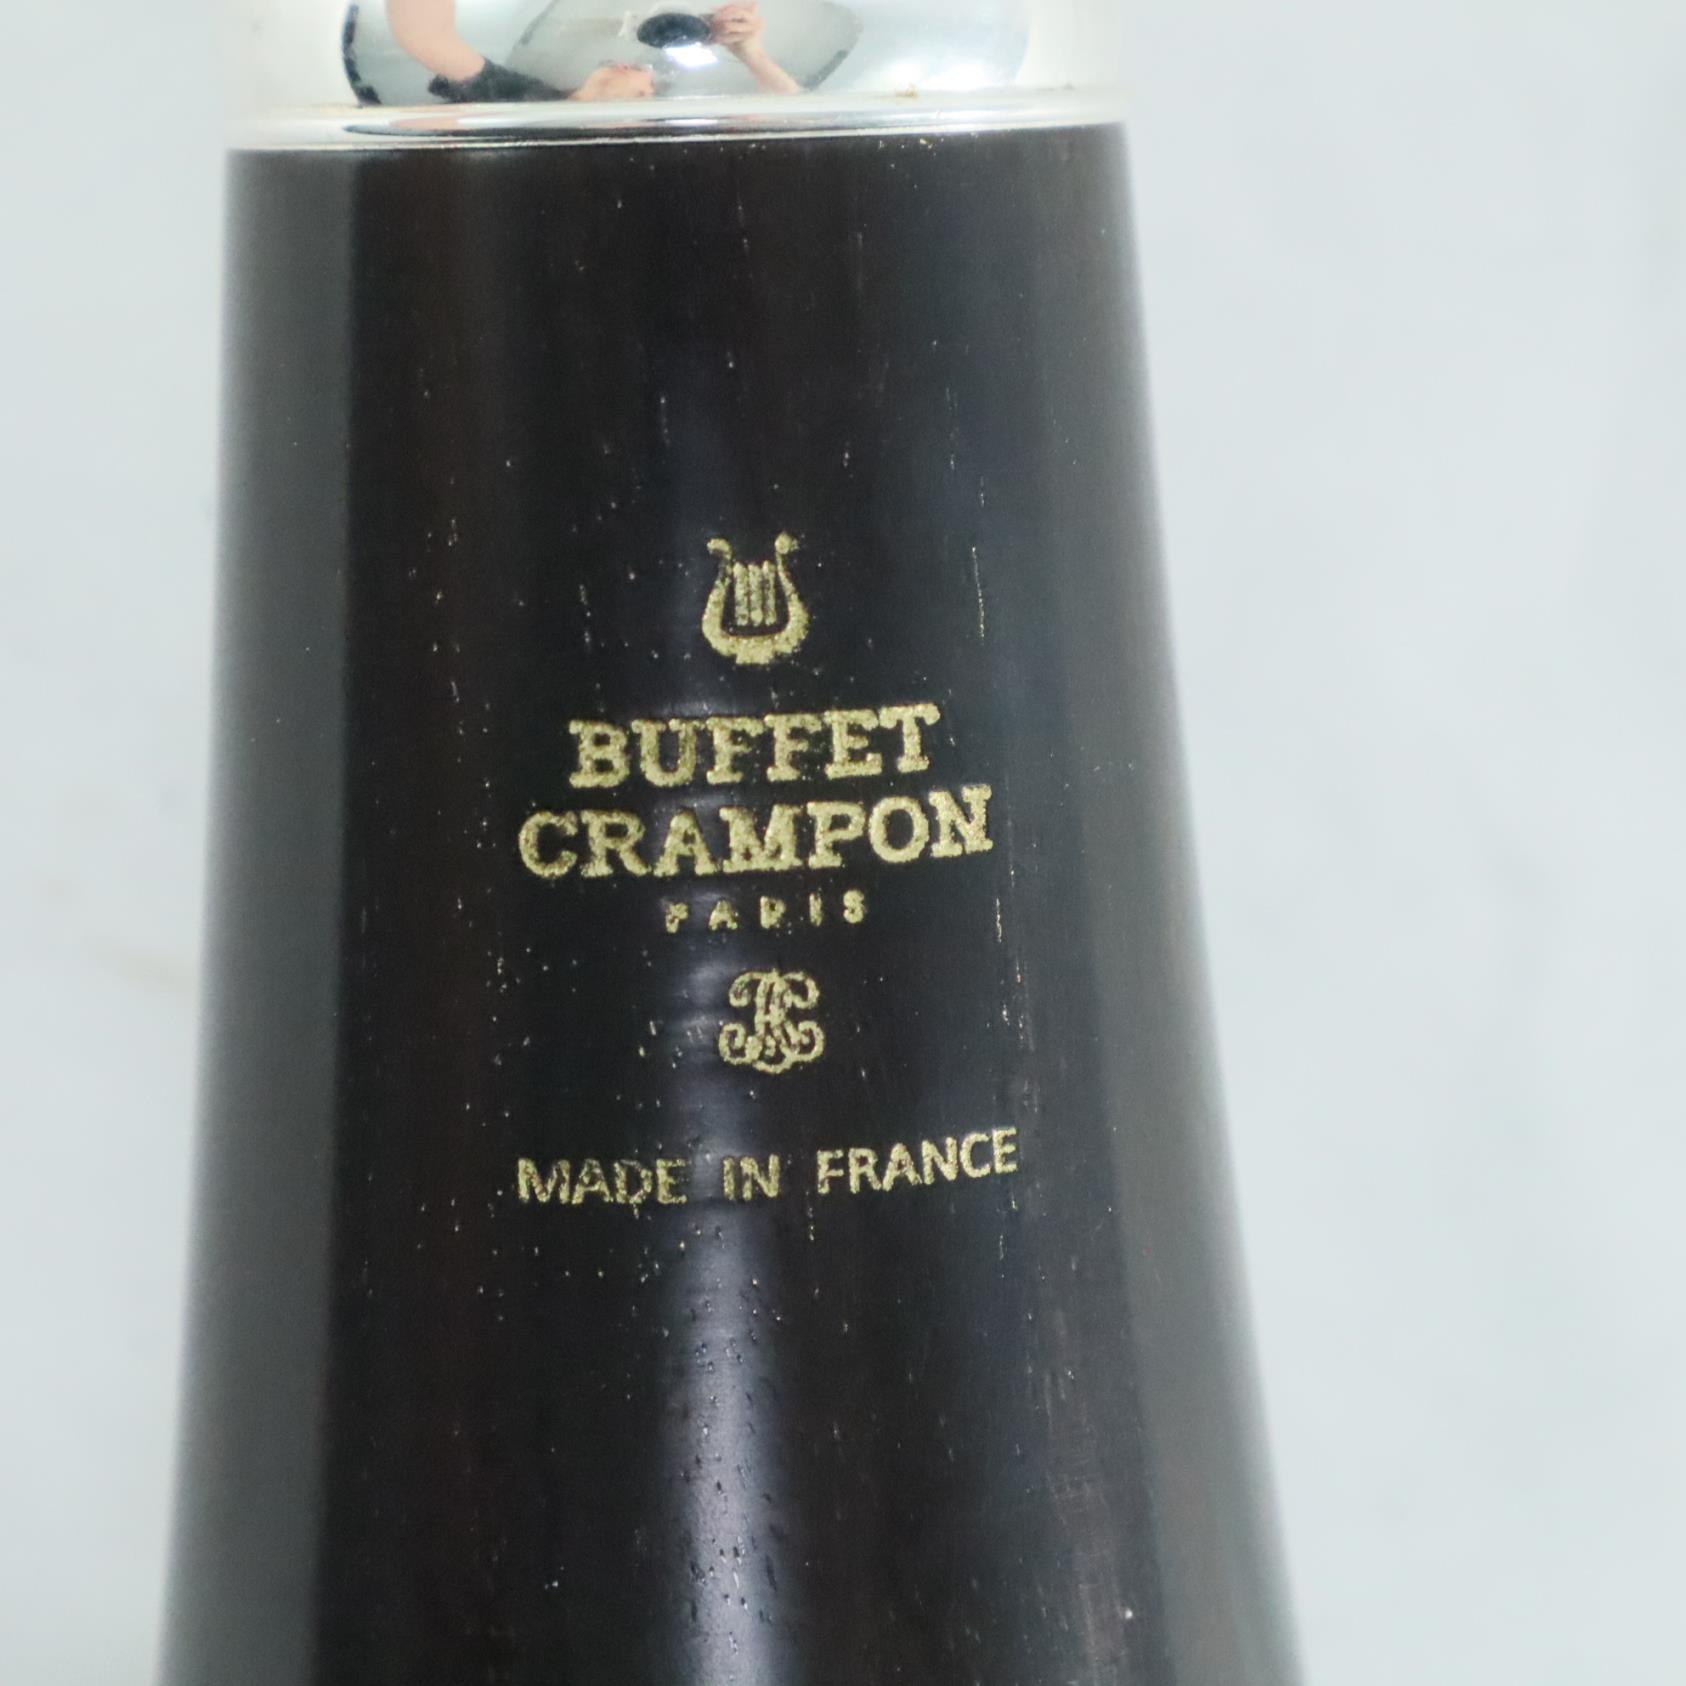 BUFFET
CRAMPON
PARIS
MADE IN FRANCE